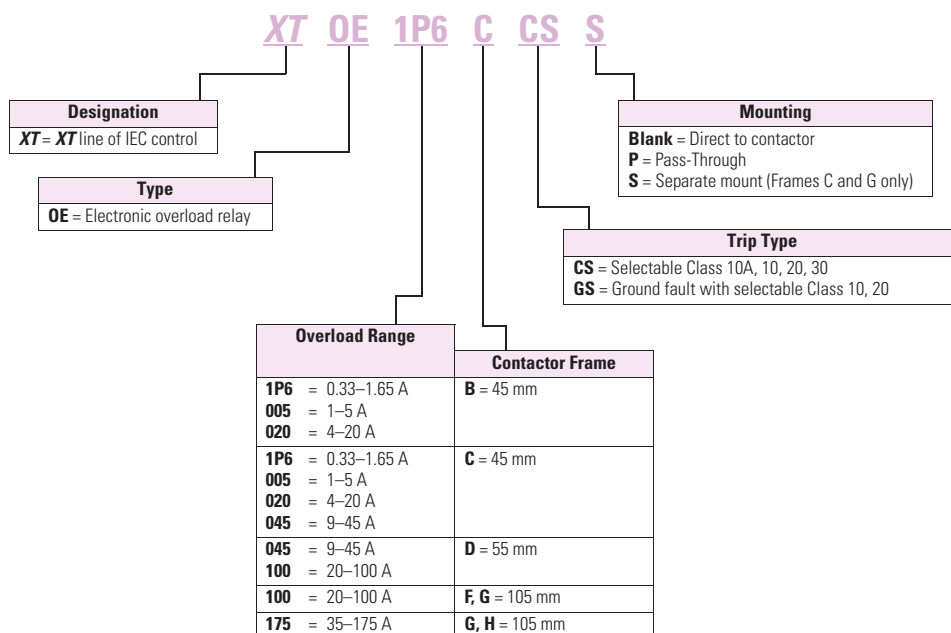 XT OE 1P6 C CS S
Designation
XT = XT line of IEC control
Type
OE = Electronic overload relay
Mounting
Blank = Direct to contactor
P = Pass-Through
S = Separate mount (Frames C and G only)
Trip Type
CS = Selectable Class 10A, 10, 20, 30
GS = Ground fault with selectable Class 10, 20
Overload Range
Contactor Frame
1P6 = 0.33–1.65 A B = 45 mm
005 = 1–5 A
020 = 4–20 A
1P6 = 0.33–1.65 A C = 45 mm
005 = 1–5 A
020 = 4–20 A
045 = 9–45 A
045 = 9–45 A D = 55 mm
100 = 20–100 A
100 = 20–100 A F, G = 105 mm
175 = 35–175 A G, H = 105 mm